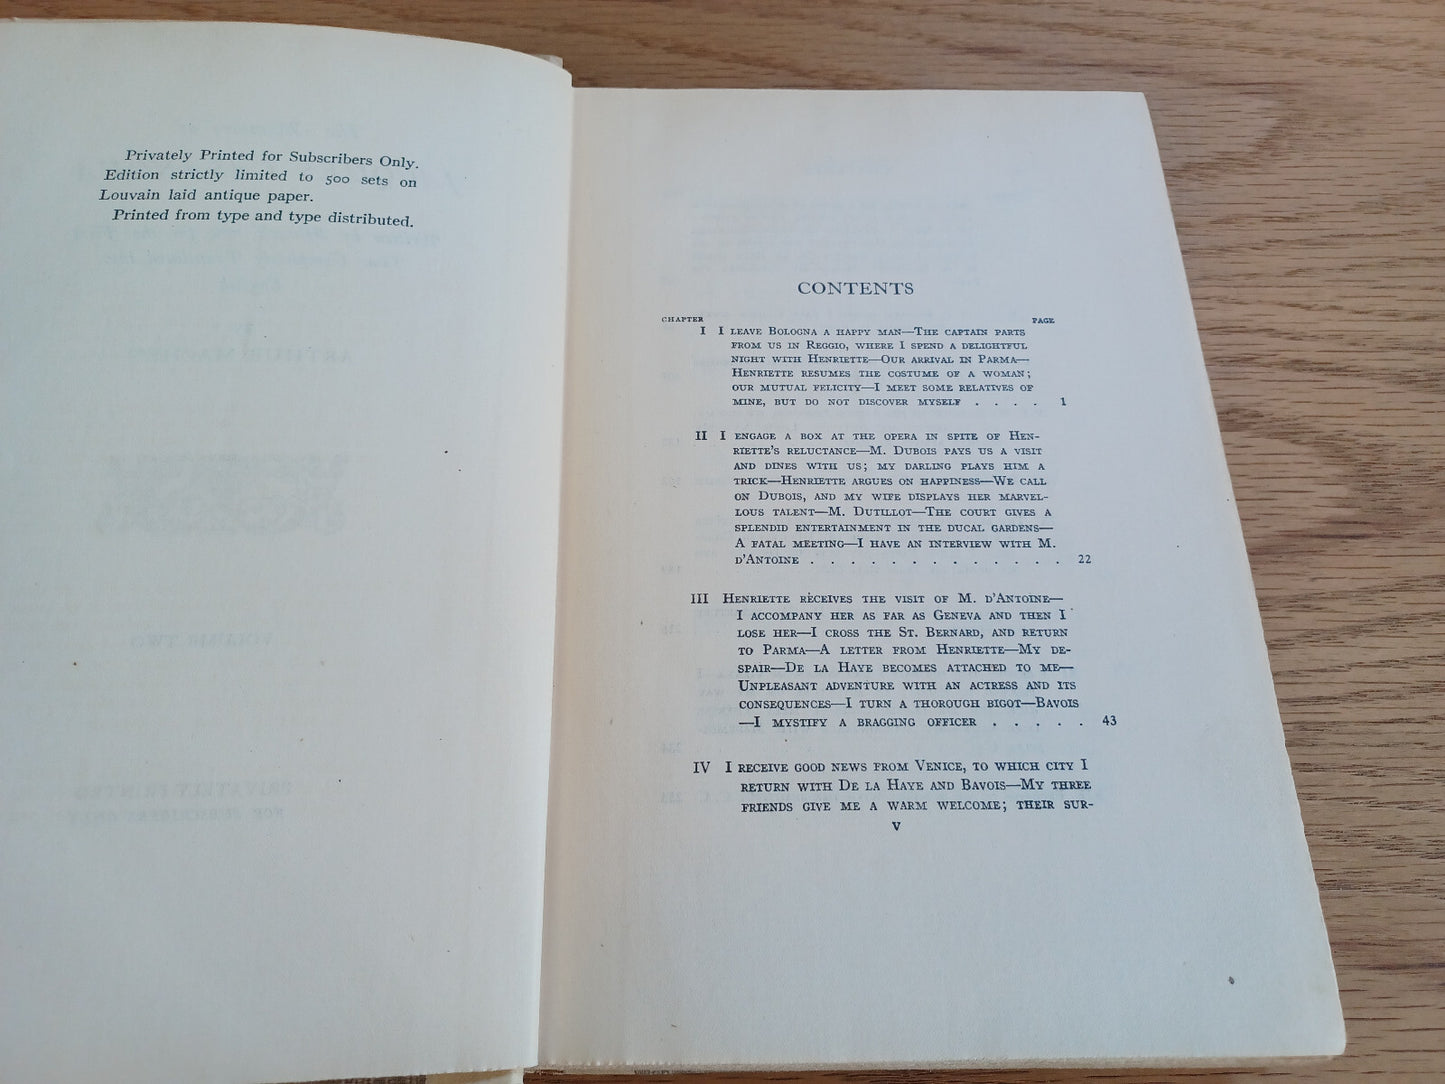 Privately Printed for Subscribers Only.
Edition strictly limited to 500 sets on
Louvain laid antique paper.
Printed from type and type distributed.
CONTENTS
CHAPTER PAGE
I I LEAVE BOLOGNA A HAPPY MAN—THE CAPTAIN PARTS
FROM US IN REGGIO, WHERE I SPEND A DELIGHTFUL
NIGHT WITH HENRIETTE—OUR ARRIVAL IN PARMA—
HENRIETTE RESUMES THE COSTUME OF A WOMAN;
OUR MUTUAL FELICITY—I MEET SOME RELATIVES OF
MINE, BUT DO NOT DISCOVER MYSELF . . . . 1
II I ENGAGE A BOX AT THE OPERA IN SPITE OF HEN-
RIETTE'S RELUCTANCE—M. DUBOIS PAYS US A VISIT
AND DINES WITH US; MY DARLING PLAYS HIM A
TRICK—HENRIETTE ARGUES ON HAPPINESS—WE CALL
ON DUBOIS, AND MY WIFE DISPLAYS HER MARVEL-
LOUS TALENT—M. DUTILLOT—THE COURT GIVES A
SPLENDID ENTERTAINMENT IN THE DUCAL GARDENS—
A FATAL MEETING—I HAVE AN INTERVIEW WITH M.
D'ANTOINE . . . . . . . . . . . . . 22
III HENRIETTE RECEIVES THE VISIT OF M. D'ANTOINE—
I ACCOMPANY HER AS FAR AS GENEVA AND THEN I
LOSE HER—I CROSS THE ST. BERNARD, AND RETURN
TO PARMA—A LETTER FROM HENRIETTE—MY DE-
SPAIR—DE LA HAYE BECOMES ATTACHED TO ME—
UNPLEASANT ADVENTURE WITH AN ACTRESS AND ITS
CONSEQUENCES—I TURN A THOROUGH BIGOT—BAVOIS
—I MYSTIFY A BRAGGING OFFICER . . . . . 43
IV I RECEIVE GOOD NEWS FROM VENICE, TO WHICH CITY I
RETURN WITH DE LA HAYE AND BAVOIS—MY THREE
FRIENDS GIVE ME A WARM WELCOME; THEIR SUR-
V